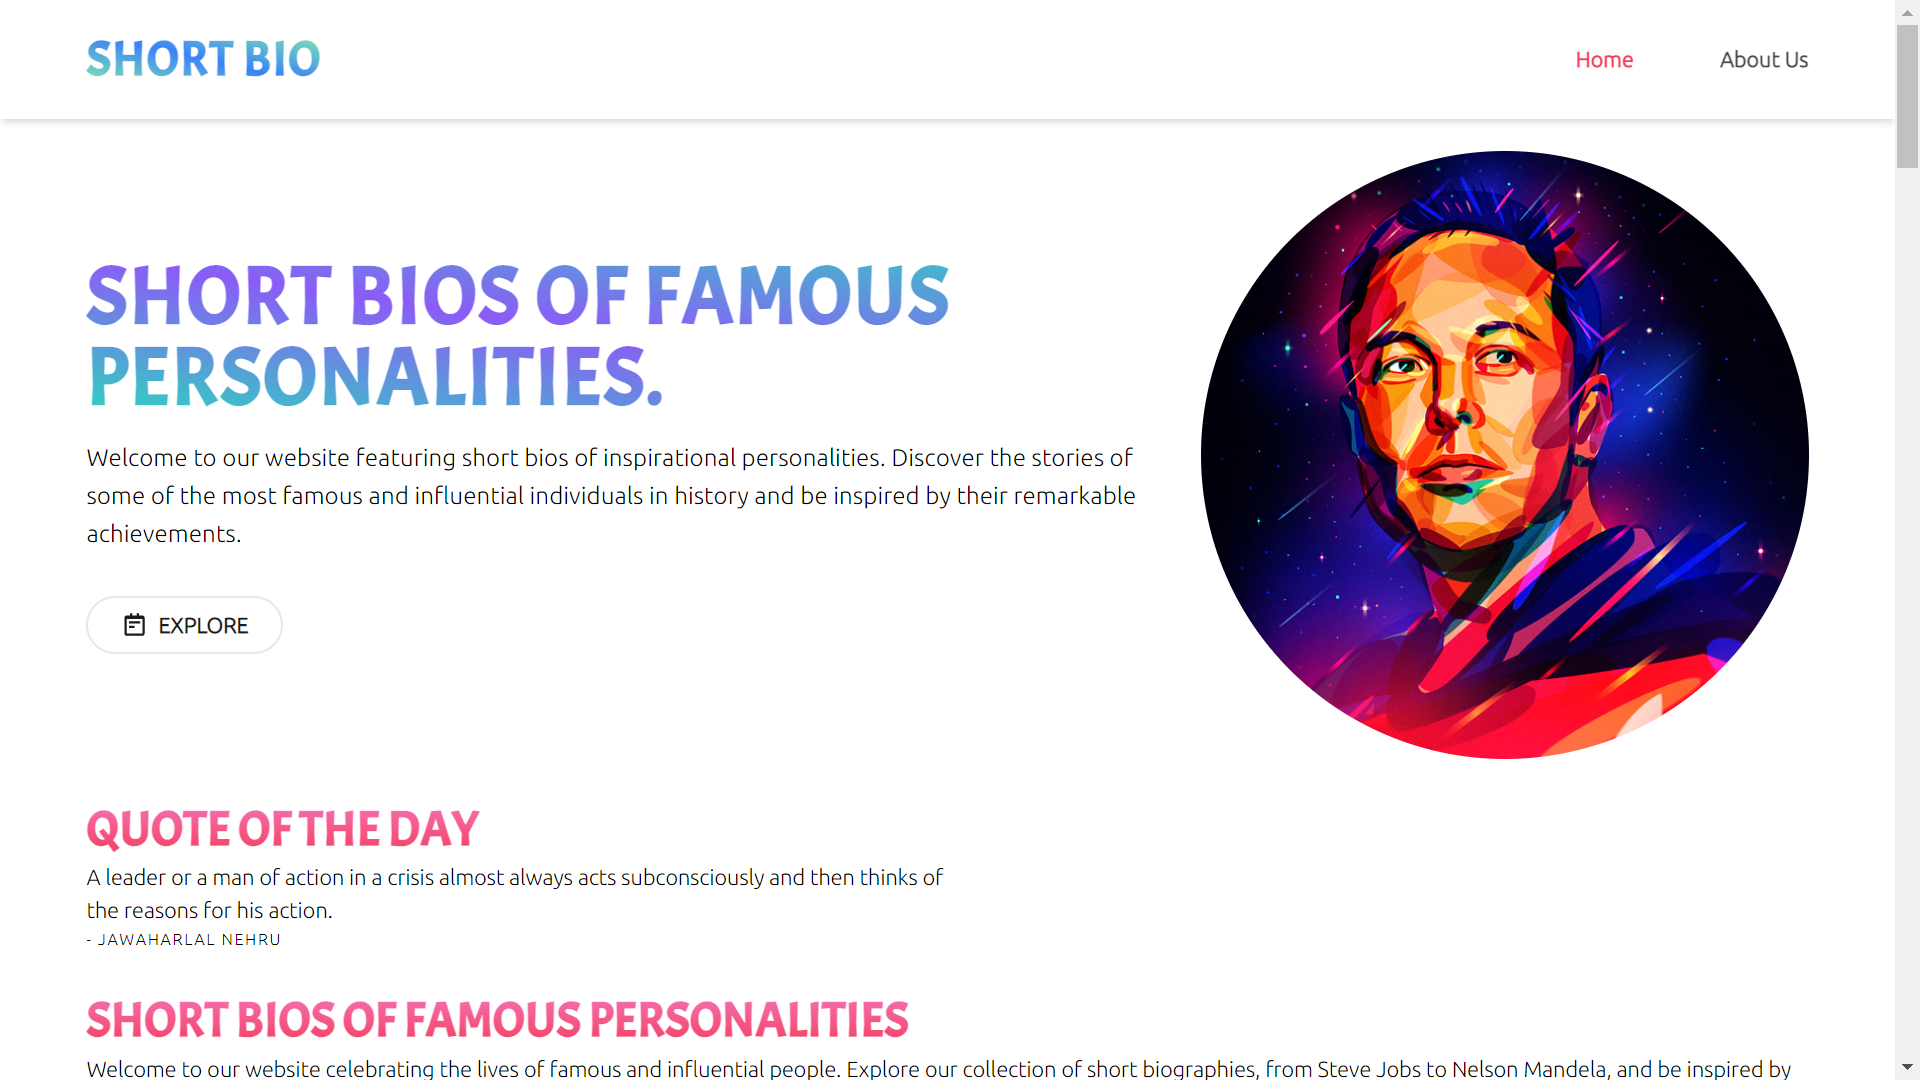 SHORT BIO
Home
About Us
SHORT BIOS OF FAMOUS
PERSONALITIES.
Welcome to our website featuring short bios of inspirational personalities. Discover the stories of
some of the most famous and influential individuals in history and be inspired by their remarkable
achievements.
EXPLORE
QUOTE OF THE DAY
A leader or a man of action in a crisis almost always acts subconsciously and then thinks of
the reasons for his action.
- JAWAHARLAL NEHRU
SHORT BIOS OF FAMOUS PERSONALITIES
Welcome to our website celebrating the lives of famous and influential people. Explore our collection of short biographies, from Steve Jobs to Nelson Mandela, and be inspired by